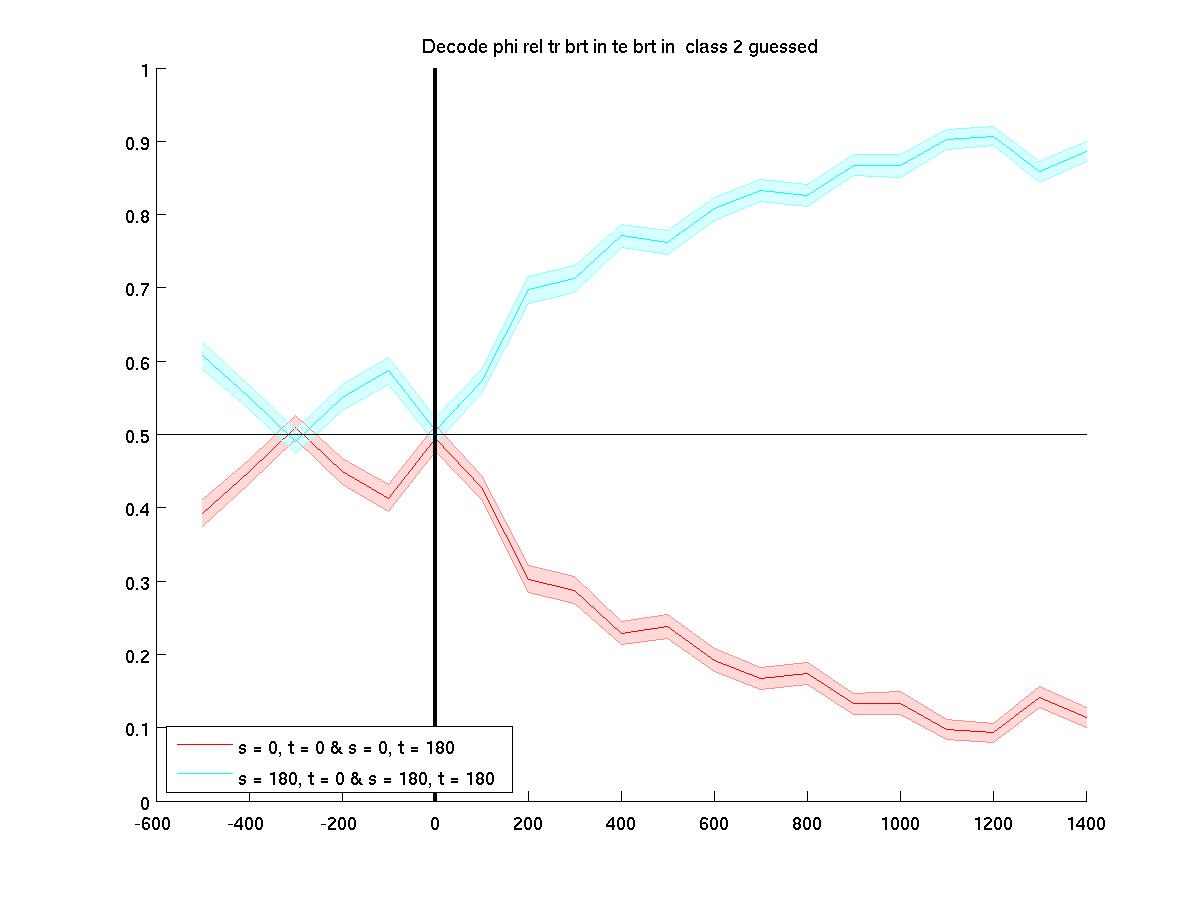 Decode phi rel tr brt in te brt in  class 2 guessed
1
0.9
0.8
0.7
0.6
0.5
0.4
0.3
0.2
0.1
0
s = 0, t = 0 & s = 0, t = 180
s = 180, t = 0 & s = 180, t = 180
-600 -400 -200 0 200 400 600 800 1000 1200 1400